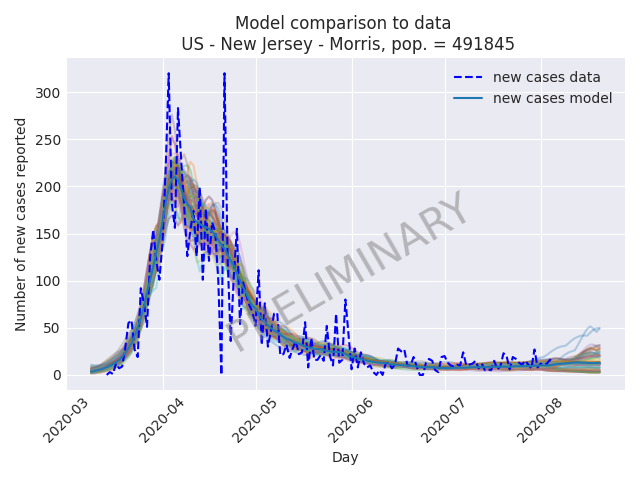 Model comparison to data
US - New Jersey - Morris, pop. = 491845
new cases data
new cases model
Number of new cases reported
300
250
200
150
100
50
0
PRELIMINARY
2020-03
2020-04
2020-05
2020-06
2020-07
2020-08
Day